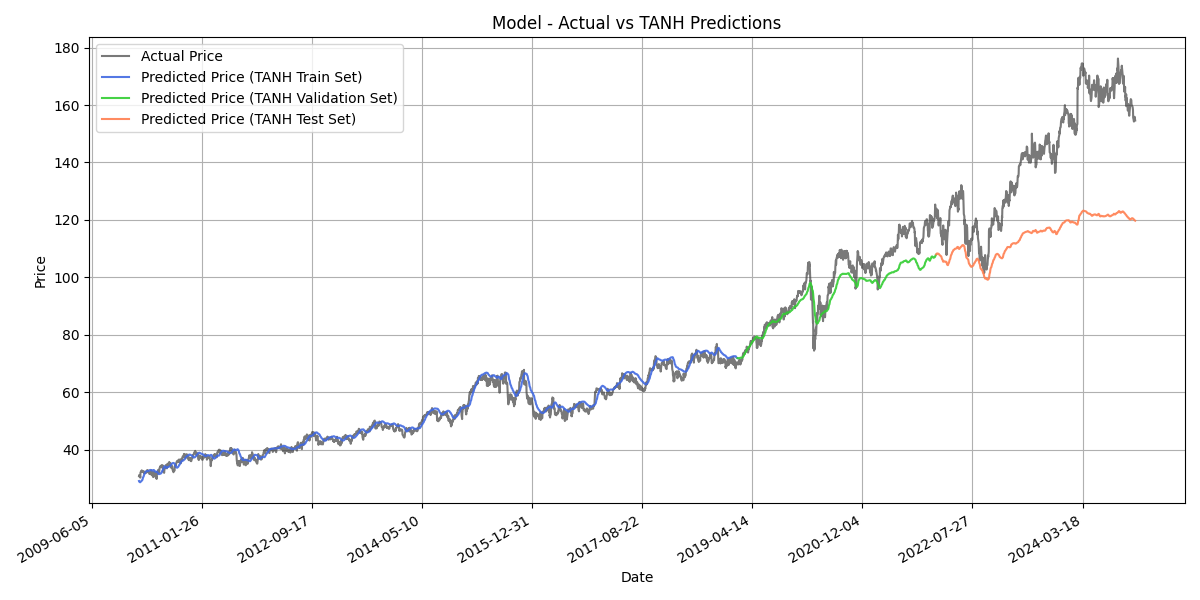 Model - Actual vs TANH Predictions
Actual Price
Predicted Price (TANH Train Set)
Predicted Price (TANH Validation Set)
Predicted Price (TANH Test Set)
180
160
140
120
100
80
60
40
Price
2009-06-05
2011-01-26
2012-09-17
2014-05-10
2015-12-31
2017-08-22
2019-04-14
2020-12-04
2022-07-27
2024-03-18
Date